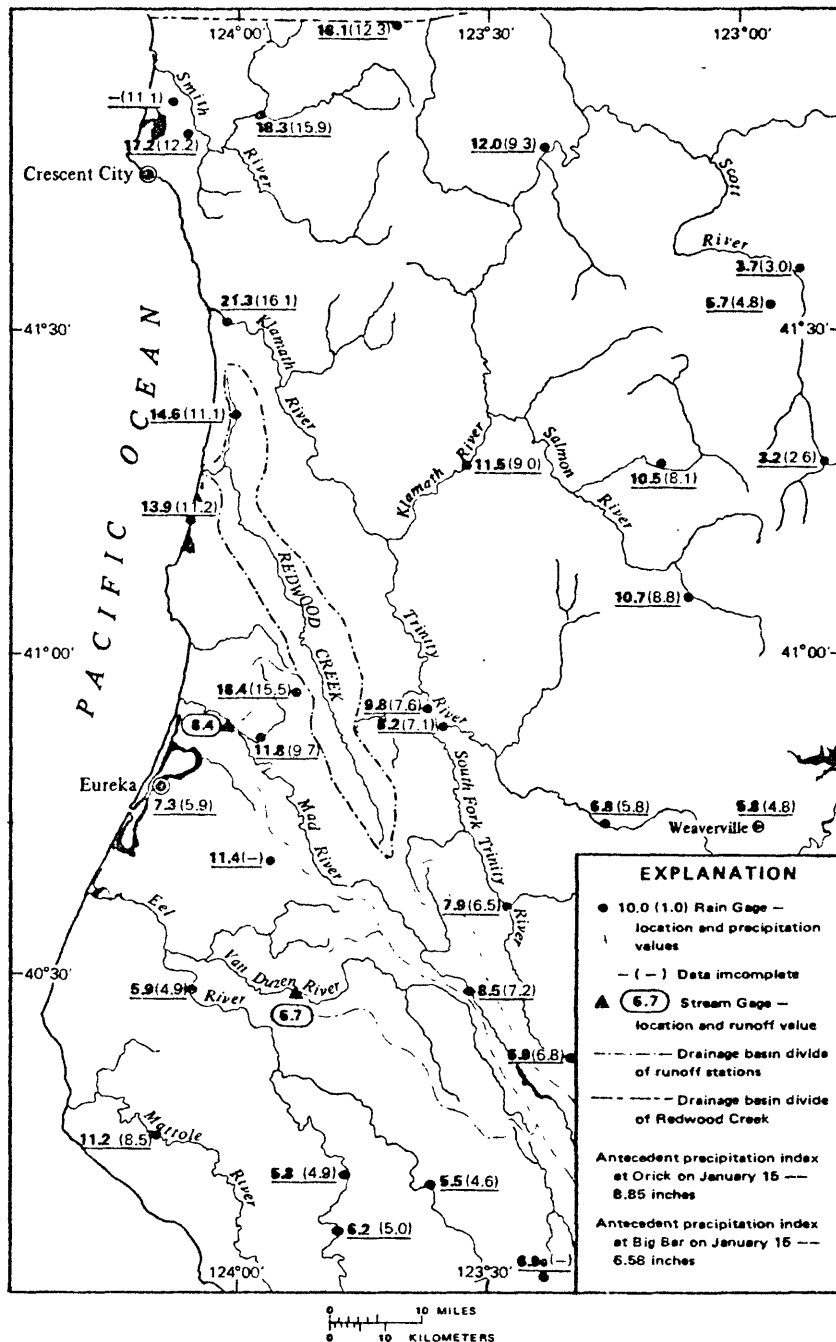 124°00' 123°30' 123°00'
18.1 (12.3)
Smith
–(11.1)
18.3 (15.9)
17.2 (12.2)
12.0 (9.3)
River
Scott
Crescent City
River
3.7 (3.0)
5.7 (4.8)
21.3 (16.1)
41°30' 41°30'
Klamath
River
PACIFIC OCEAN
14.6 (11.1)
Klamath River
11.5 (9.0)
Salmon
River
10.5 (8.1)
3.2 (2.6)
13.9 (11.2)
REDWOOD CREEK
10.7 (8.8)
Trinity
River
41°00' 41°00'
16.4 (15.5)
9.8 (7.6)
8.2 (7.1)
6.4
11.8 (9.7)
Eureka
7.3 (5.9)
South Fork Trinity
River
Mad
River
6.8 (5.8)
5.8 (4.8)
Weaverville
11.4 (–)
Eel
River
7.9 (6.5)
Van Duzen River
40°30'
5.9 (4.9)
6.7
8.5 (7.2)
(6.8)
11.2 (8.5)
Mattole
River
5.8 (4.9)
5.5 (4.6)
6.2 (5.0)
(–)
124°00' 123°30'
EXPLANATION
10.0 (1.0) Rain Gage —
location and precipitation
values
– (–) Data imcomplete
6.7 Stream Gage —
location and runoff value
Drainage basin divide
of runoff stations
Drainage basin divide
of Redwood Creek
Antecedent precipitation index
at Orick on January 15 —
8.85 inches
Antecedent precipitation index
at Big Bar on January 15 —
6.58 inches
0 10 MILES
0 10 KILOMETERS